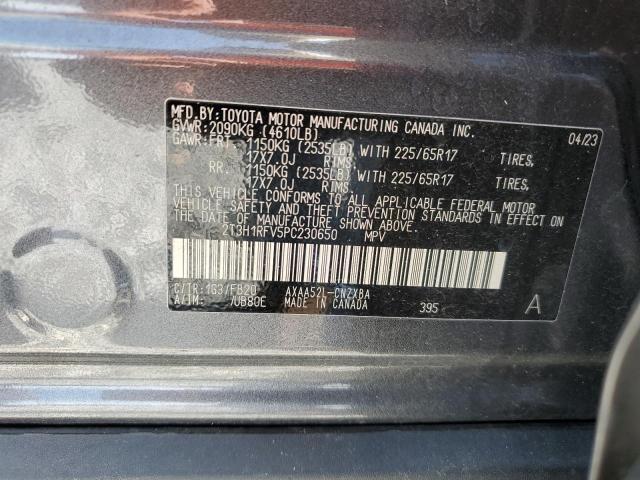 MFD.BY:TOYOTA MOTOR MANUFACTURING CANADA INC.
GVWR:2090KG (4610LB) 04/23
GAWR:FRT. 1150KG (2535LB) WITH 225/65R17 TIRES,
17X7.0J RIMS,
RR. 1150KG (2535LB) WITH 225/65R17 TIRES,
17X7.0J RIMS,
THIS VEHICLE CONFORMS TO ALL APPLICABLE FEDERAL MOTOR
VEHICLE SAFETY AND THEFT PREVENTION STANDARDS IN EFFECT
ON THE DATE OF MANUFACTURE SHOWN ABOVE.
2T3H1RFV5PC230650 MPV
C/TR:1G3/FB20 AXAA52L-CNZXBA
A/TM: /UB80E MADE IN CANADA 395 A